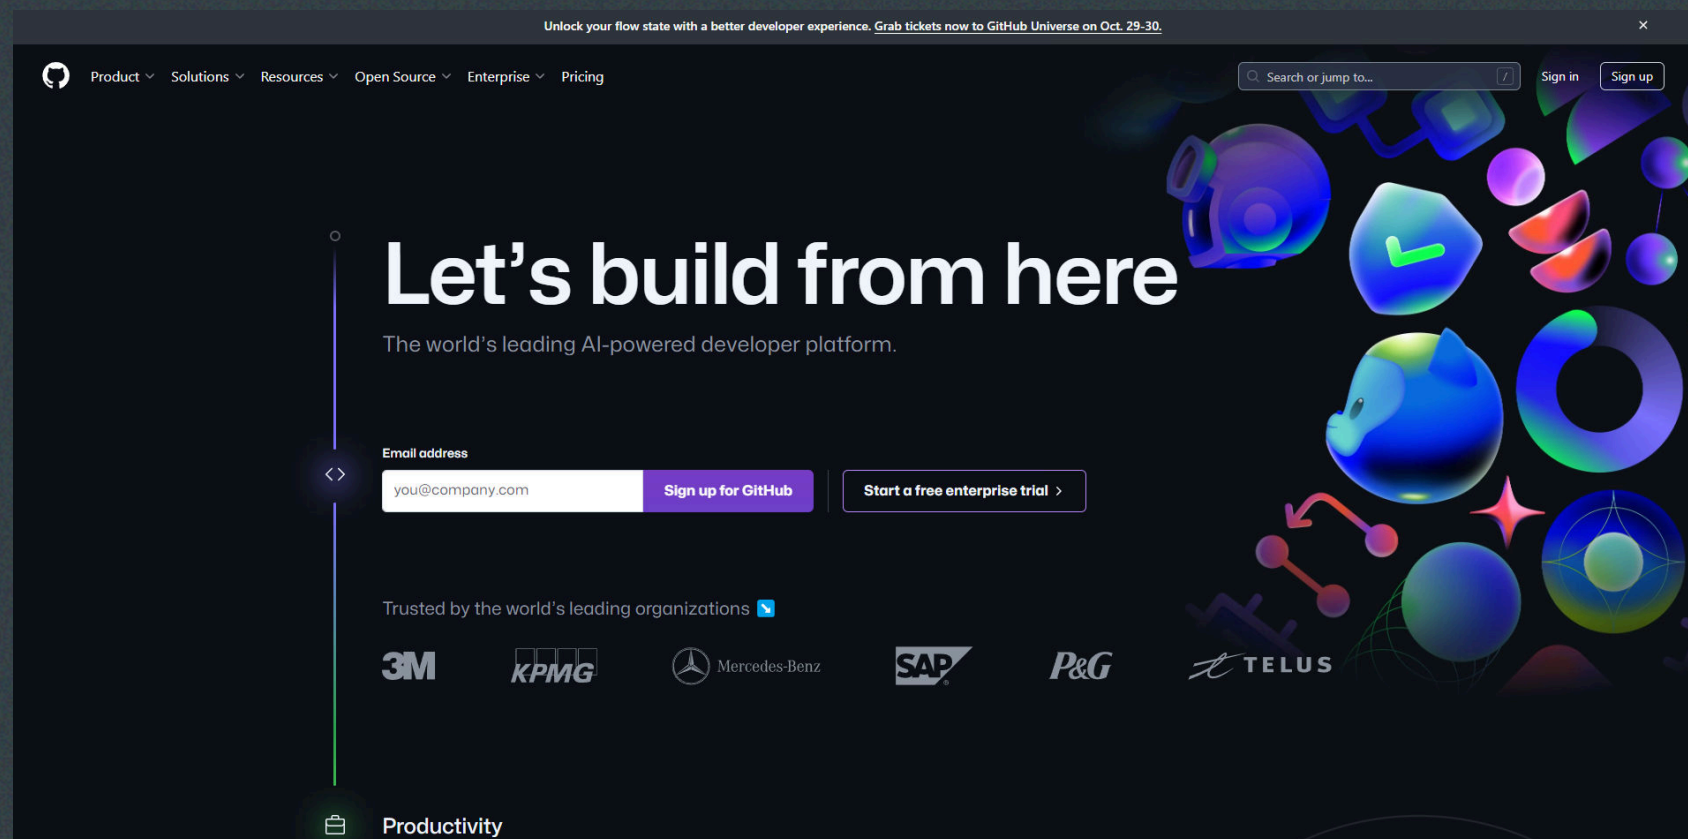 Unlock your flow state with a better developer experience. Grab tickets now to GitHub Universe on Oct. 29-30.
Product Solutions Resources Open Source Enterprise Pricing Search or jump to... / Sign in Sign up
Let’s build from here
The world’s leading AI-powered developer platform.
Email address
you@company.com Sign up for GitHub Start a free enterprise trial
Trusted by the world’s leading organizations
3M KPMG Mercedes-Benz SAP® P&G TELUS
Productivity